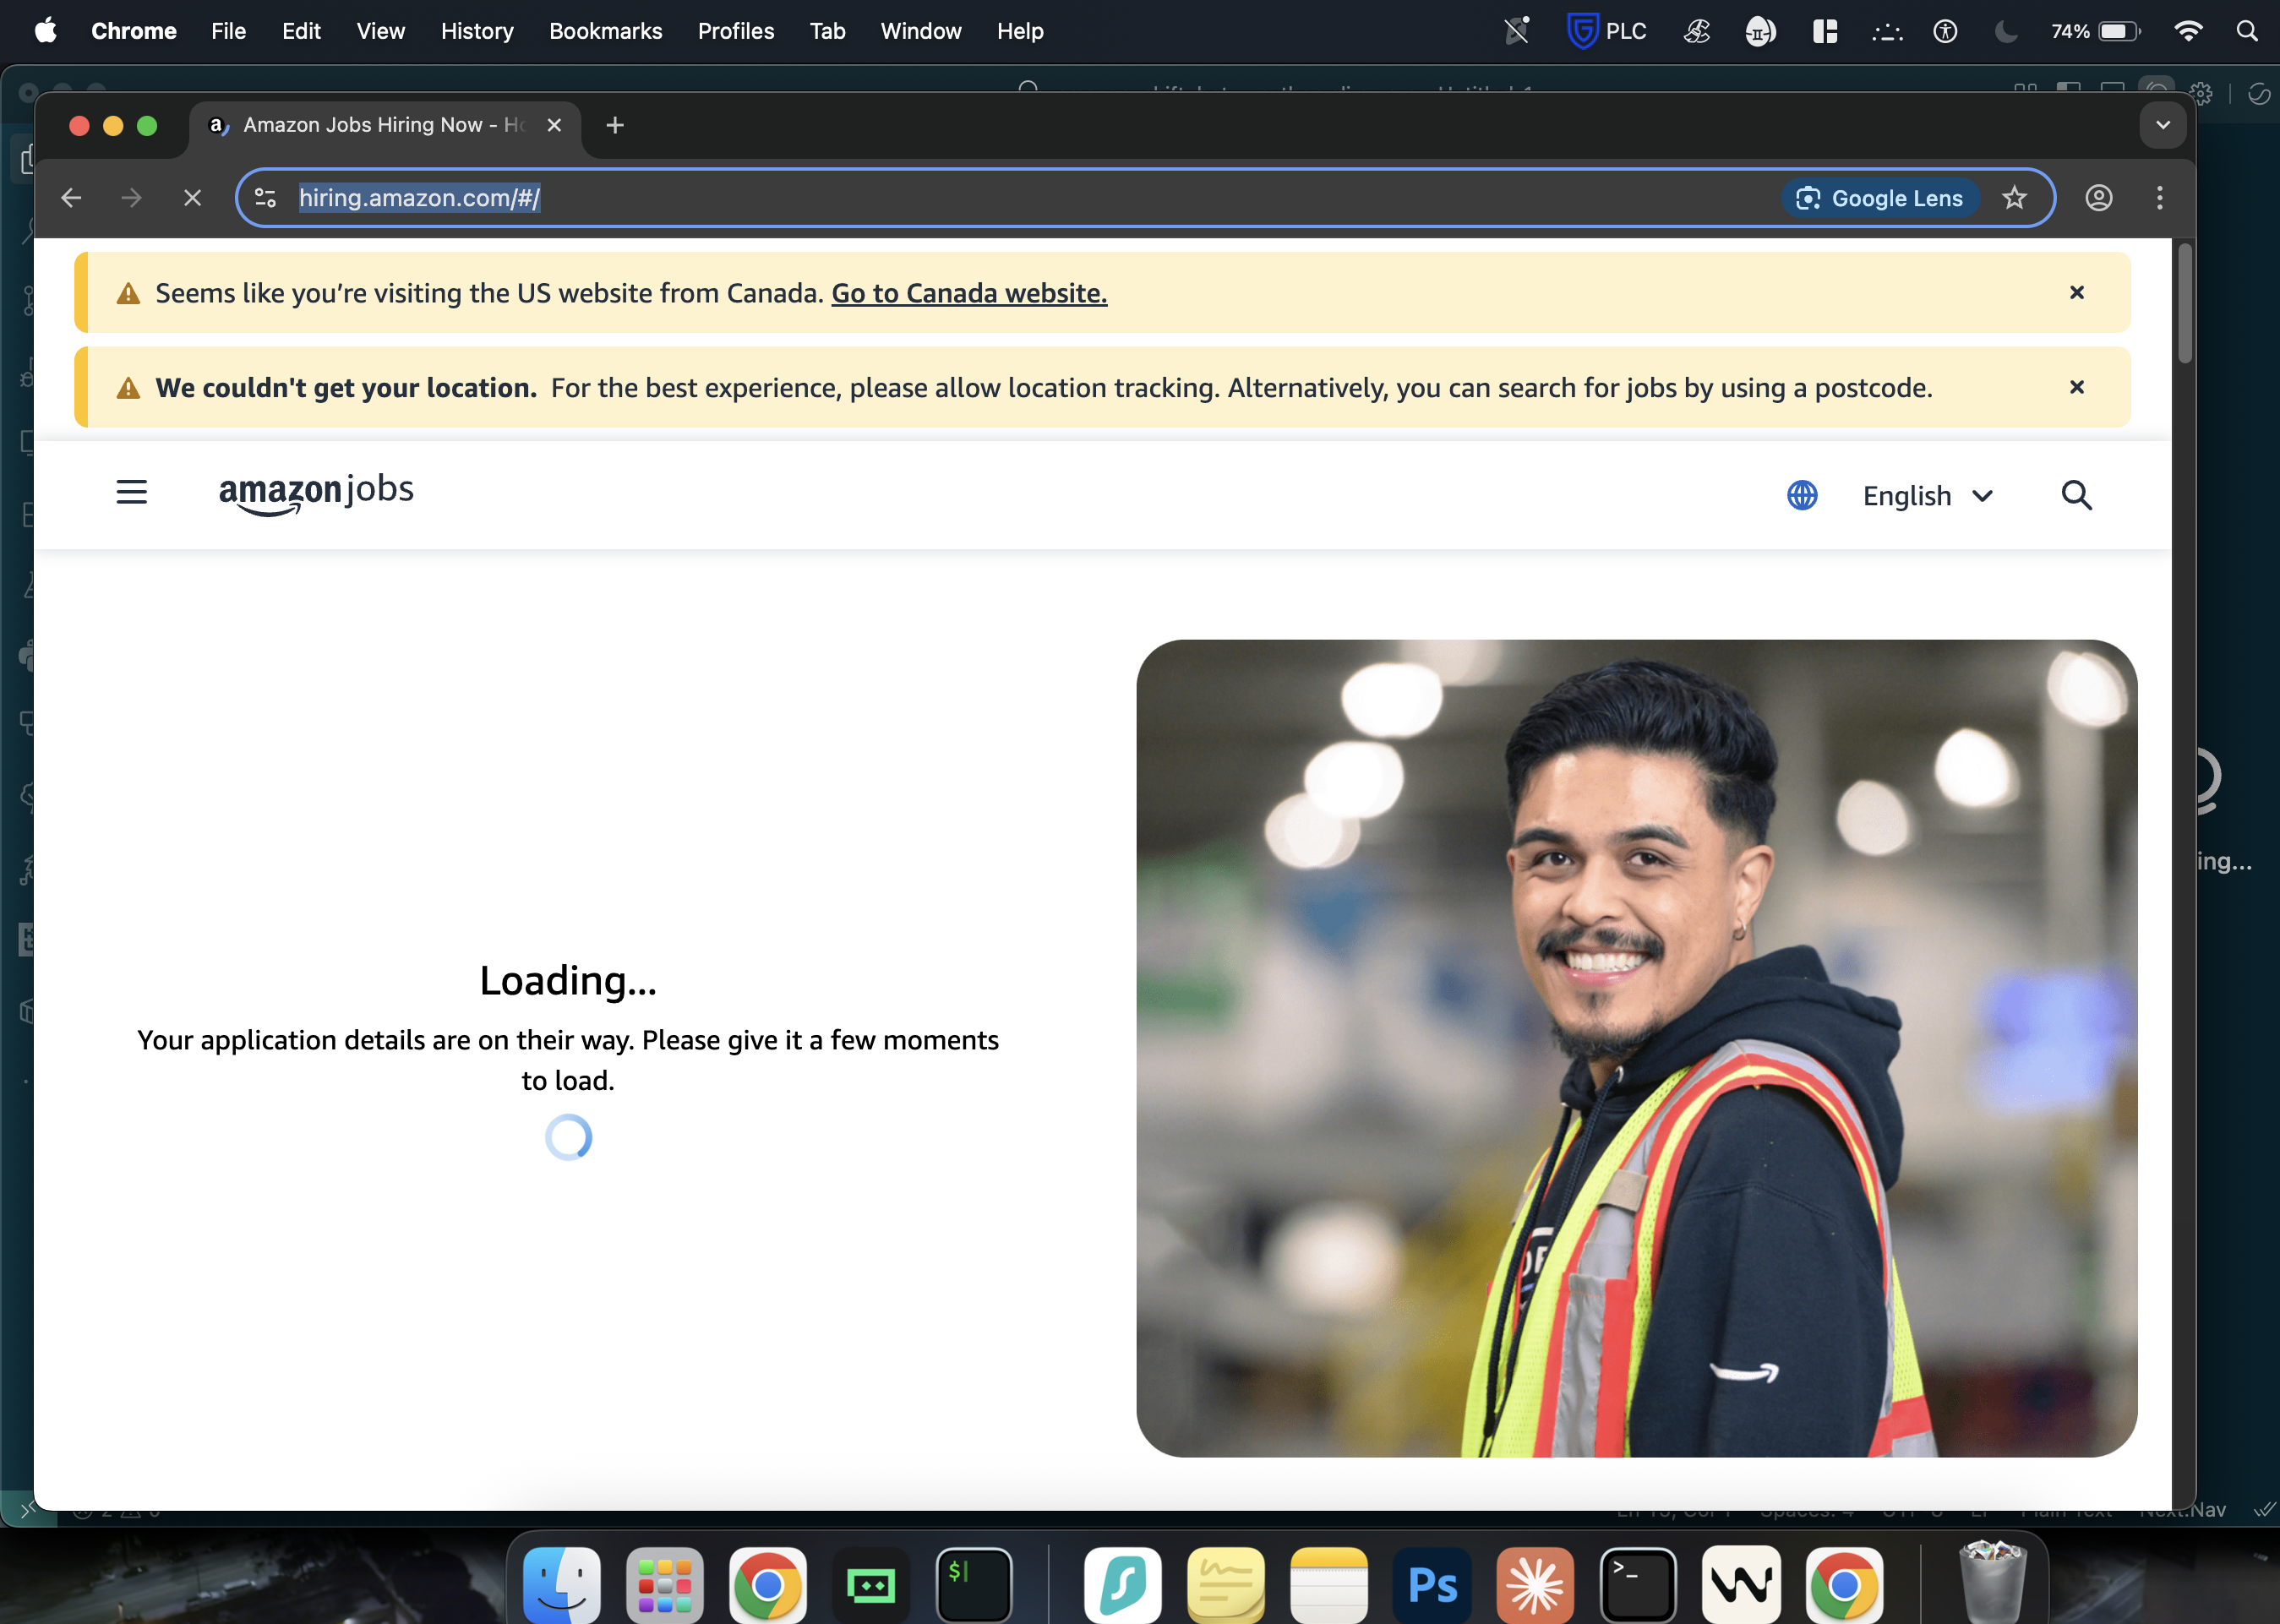 Chrome File Edit View History Bookmarks Profiles Tab Window Help PLC 74%
Amazon Jobs Hiring Now - Ho
hiring.amazon.com/#/ Google Lens
Seems like you’re visiting the US website from Canada. Go to Canada website.
We couldn't get your location. For the best experience, please allow location tracking. Alternatively, you can search for jobs by using a postcode.
amazon jobs English
ing...
Loading...
Your application details are on their way. Please give it a few moments
to load.
Nav
$
Ps
>_